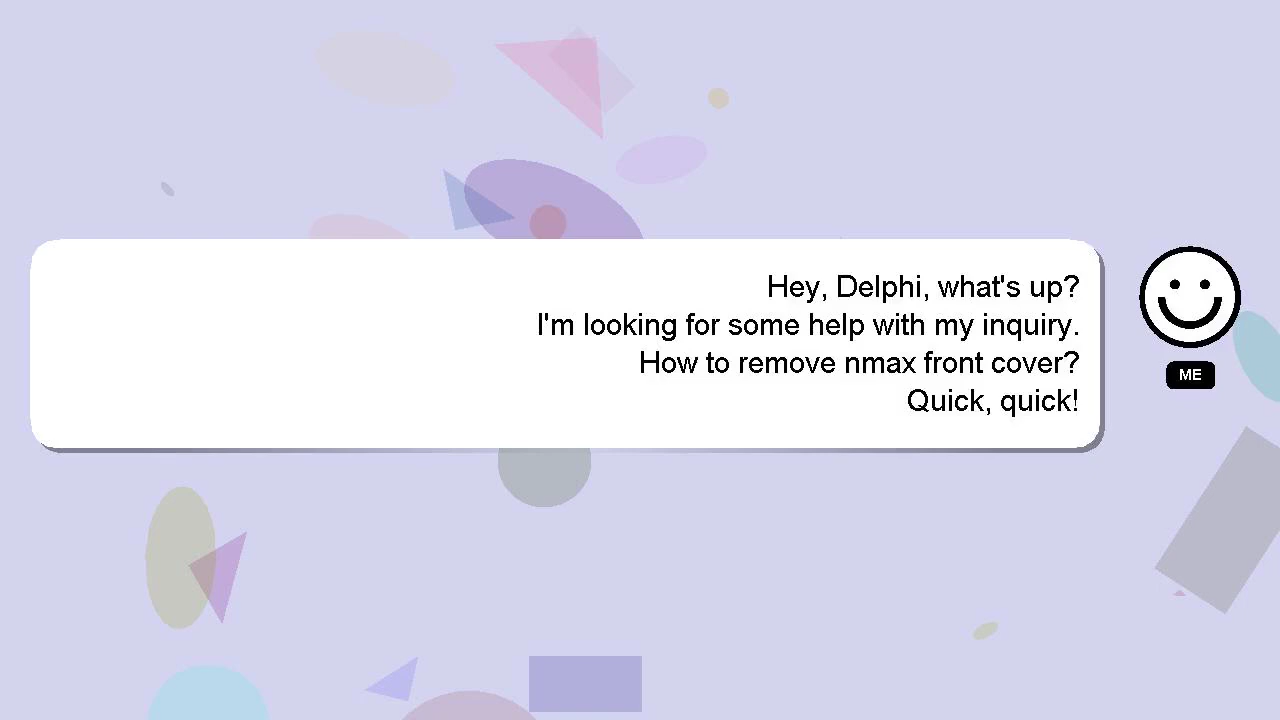 Hey, Delphi, what's up?
I'm looking for some help with my inquiry.
How to remove nmax front cover?
Quick, quick!
ME